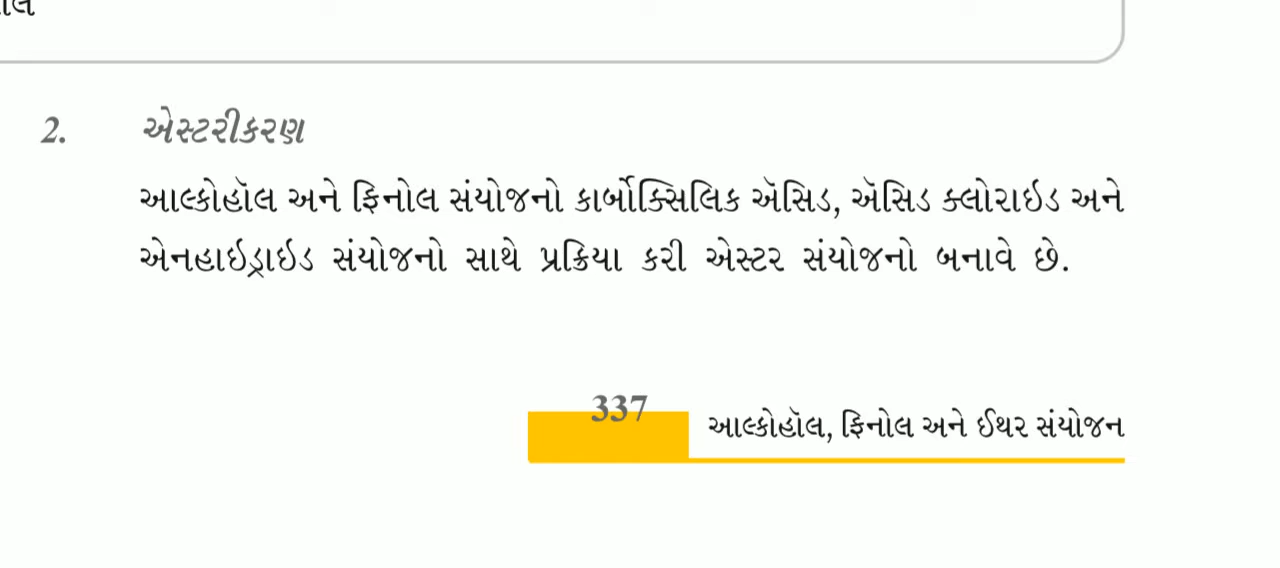 2. એસ્ટરીકરણ
આલ્કોહૉલ અને ફિનોલ સંયોજનો કાર્બોક્સિલિક ઍસિડ, ઍસિડ ક્લોરાઇડ અને
એનહાઇડ્રાઇડ સંયોજનો સાથે પ્રક્રિયા કરી એસ્ટર સંયોજનો બનાવે છે.
337 આલ્કોહૉલ, ફિનોલ અને ઈથર સંયોજન